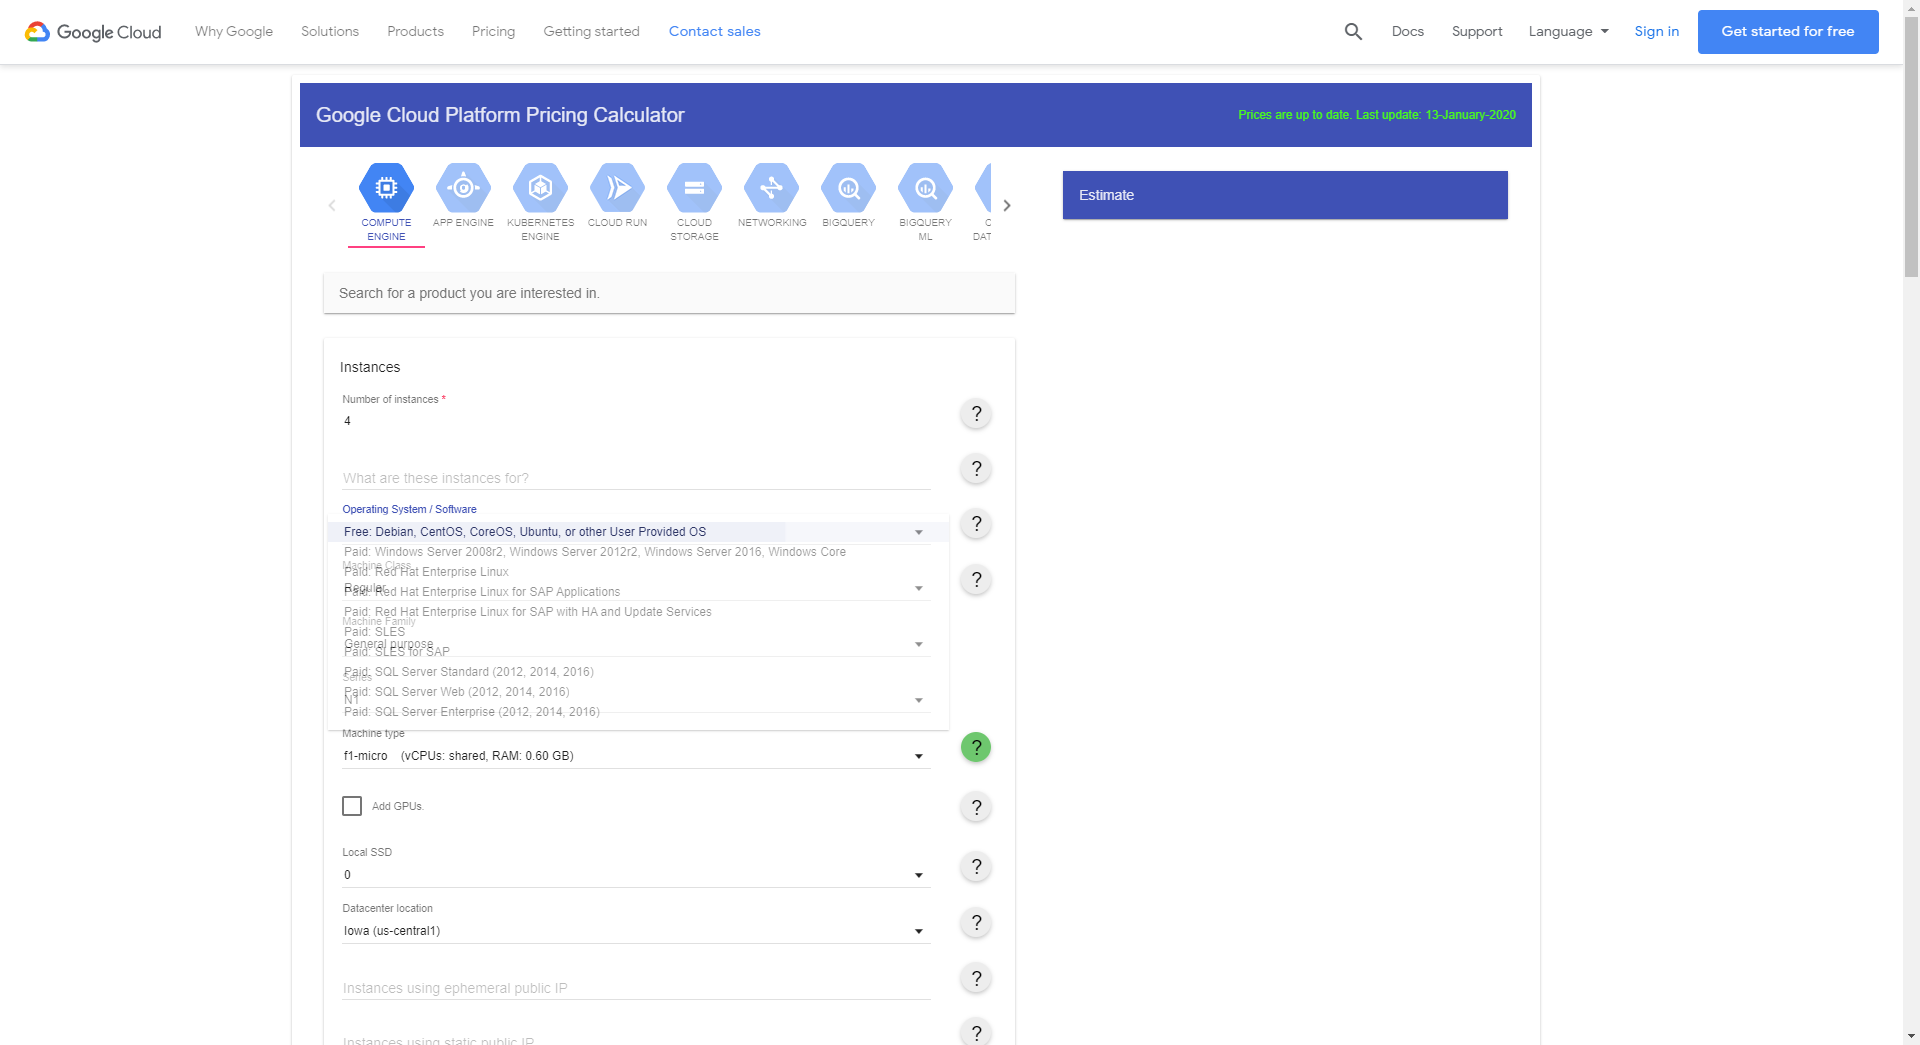 Google Cloud
Why Google
Solutions
Products
Pricing
Getting started
Contact sales
Docs
Support
Language
Sign in
Get started for free
Google Cloud Platform Pricing Calculator
Prices are up to date. Last update: 13-January-2020
COMPUTE
ENGINE
APP ENGINE
KUBERNETES
ENGINE
CLOUD RUN
CLOUD
STORAGE
NETWORKING
BIGQUERY
BIGQUERY
ML
C
DAT
Estimate
Search for a product you are interested in.
Instances
Number of instances *
4
?
What are these instances for?
?
Operating System / Software
Free: Debian, CentOS, CoreOS, Ubuntu, or other User Provided OS
?
Paid: Windows Server 2008r2, Windows Server 2012r2, Windows Server 2016, Windows Core
Machine Class
Paid: Red Hat Enterprise Linux
?
Regular
Paid: Red Hat Enterprise Linux for SAP Applications
Paid: Red Hat Enterprise Linux for SAP with HA and Update Services
Machine Family
Paid: SLES
General purpose
Paid: SLES for SAP
Paid: SQL Server Standard (2012, 2014, 2016)
Series
Paid: SQL Server Web (2012, 2014, 2016)
N1
Paid: SQL Server Enterprise (2012, 2014, 2016)
Machine type
f1-micro (vCPUs: shared, RAM: 0.60 GB)
?
Add GPUs.
?
Local SSD
0
?
Datacenter location
Iowa (us-central1)
?
Instances using ephemeral public IP
?
Instances using static public IP
?